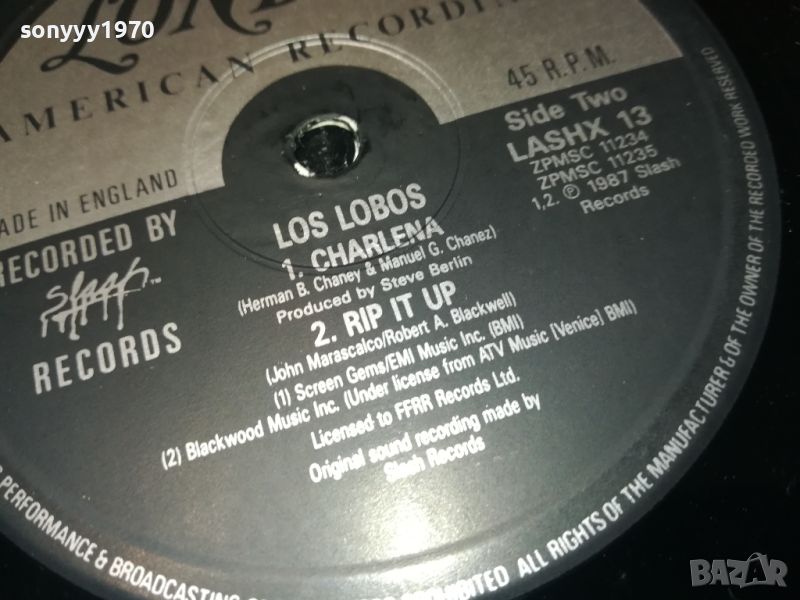 sonyyy1970
AMERICAN RECORDIN
45 R.P.M.
Side Two
LASHX 13
ZPMSC 11234
ZPMSC 11235
1,2. ℗ 1987 Slash
Records
ADE IN ENGLAND
RECORDED BY
slash™
RECORDS
LOS LOBOS
1. CHARLENA
(Herman B. Chaney & Manuel G. Chanez)
Produced by Steve Berlin
2. RIP IT UP
(John Marascalco/Robert A. Blackwell)
(1) Screen Gems/EMI Music Inc. (BMI)
(2) Blackwood Music Inc. (Under license from ATV Music [Venice] BMI)
Licensed to FFRR Records Ltd.
Original sound recording made by
Slash Records
PERFORMANCE & BROADCASTING
ALL RIGHTS OF THE MANUFACTURER & OF THE OWNER OF THE RECORDED WORK RESERVED
BAZAR
bazar.bg